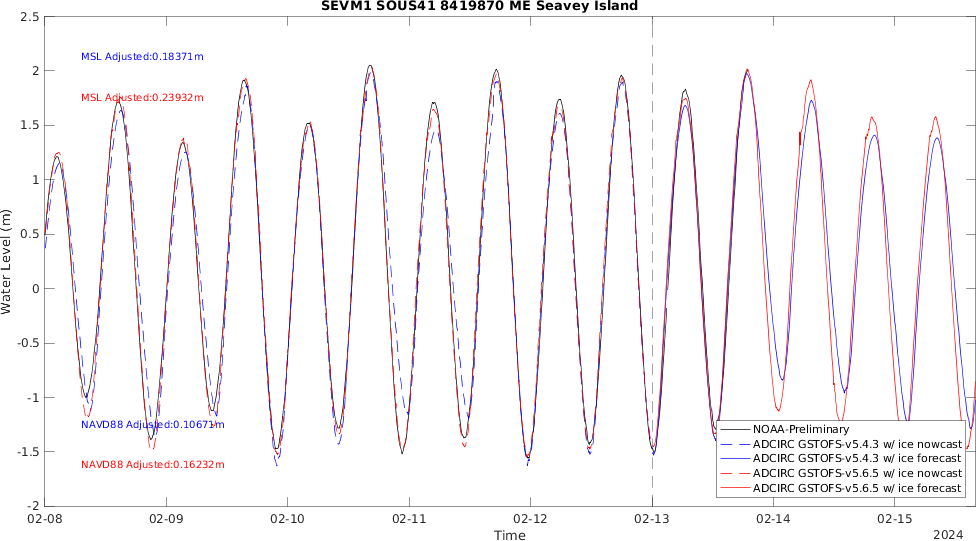 SEVM1 SOUS41 8419870 ME Seavey Island
2.5
2
1.5
1
0.5
0
-0.5
-1
-1.5
-2
Water Level (m)
MSL Adjusted:0.18371m
MSL Adjusted:0.23932m
NAVD88 Adjusted:0.10671m
NAVD88 Adjusted:0.16232m
NOAA-Preliminary
ADCIRC GSTOFS-v5.4.3 w/ ice nowcast
ADCIRC GSTOFS-v5.4.3 w/ ice forecast
ADCIRC GSTOFS-v5.6.5 w/ ice nowcast
ADCIRC GSTOFS-v5.6.5 w/ ice forecast
02-08 02-09 02-10 02-11 02-12 02-13 02-14 02-15
Time
2024